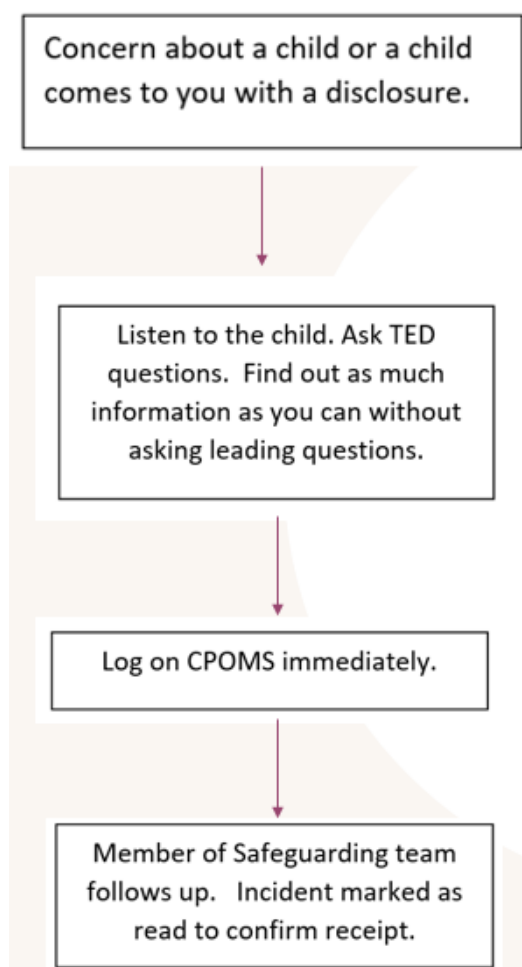 Concern about a child or a child
comes to you with a disclosure.
Listen to the child. Ask TED
questions.  Find out as much
information as you can without
asking leading questions.
Log on CPOMS immediately.
Member of Safeguarding team
follows up.   Incident marked as
read to confirm receipt.